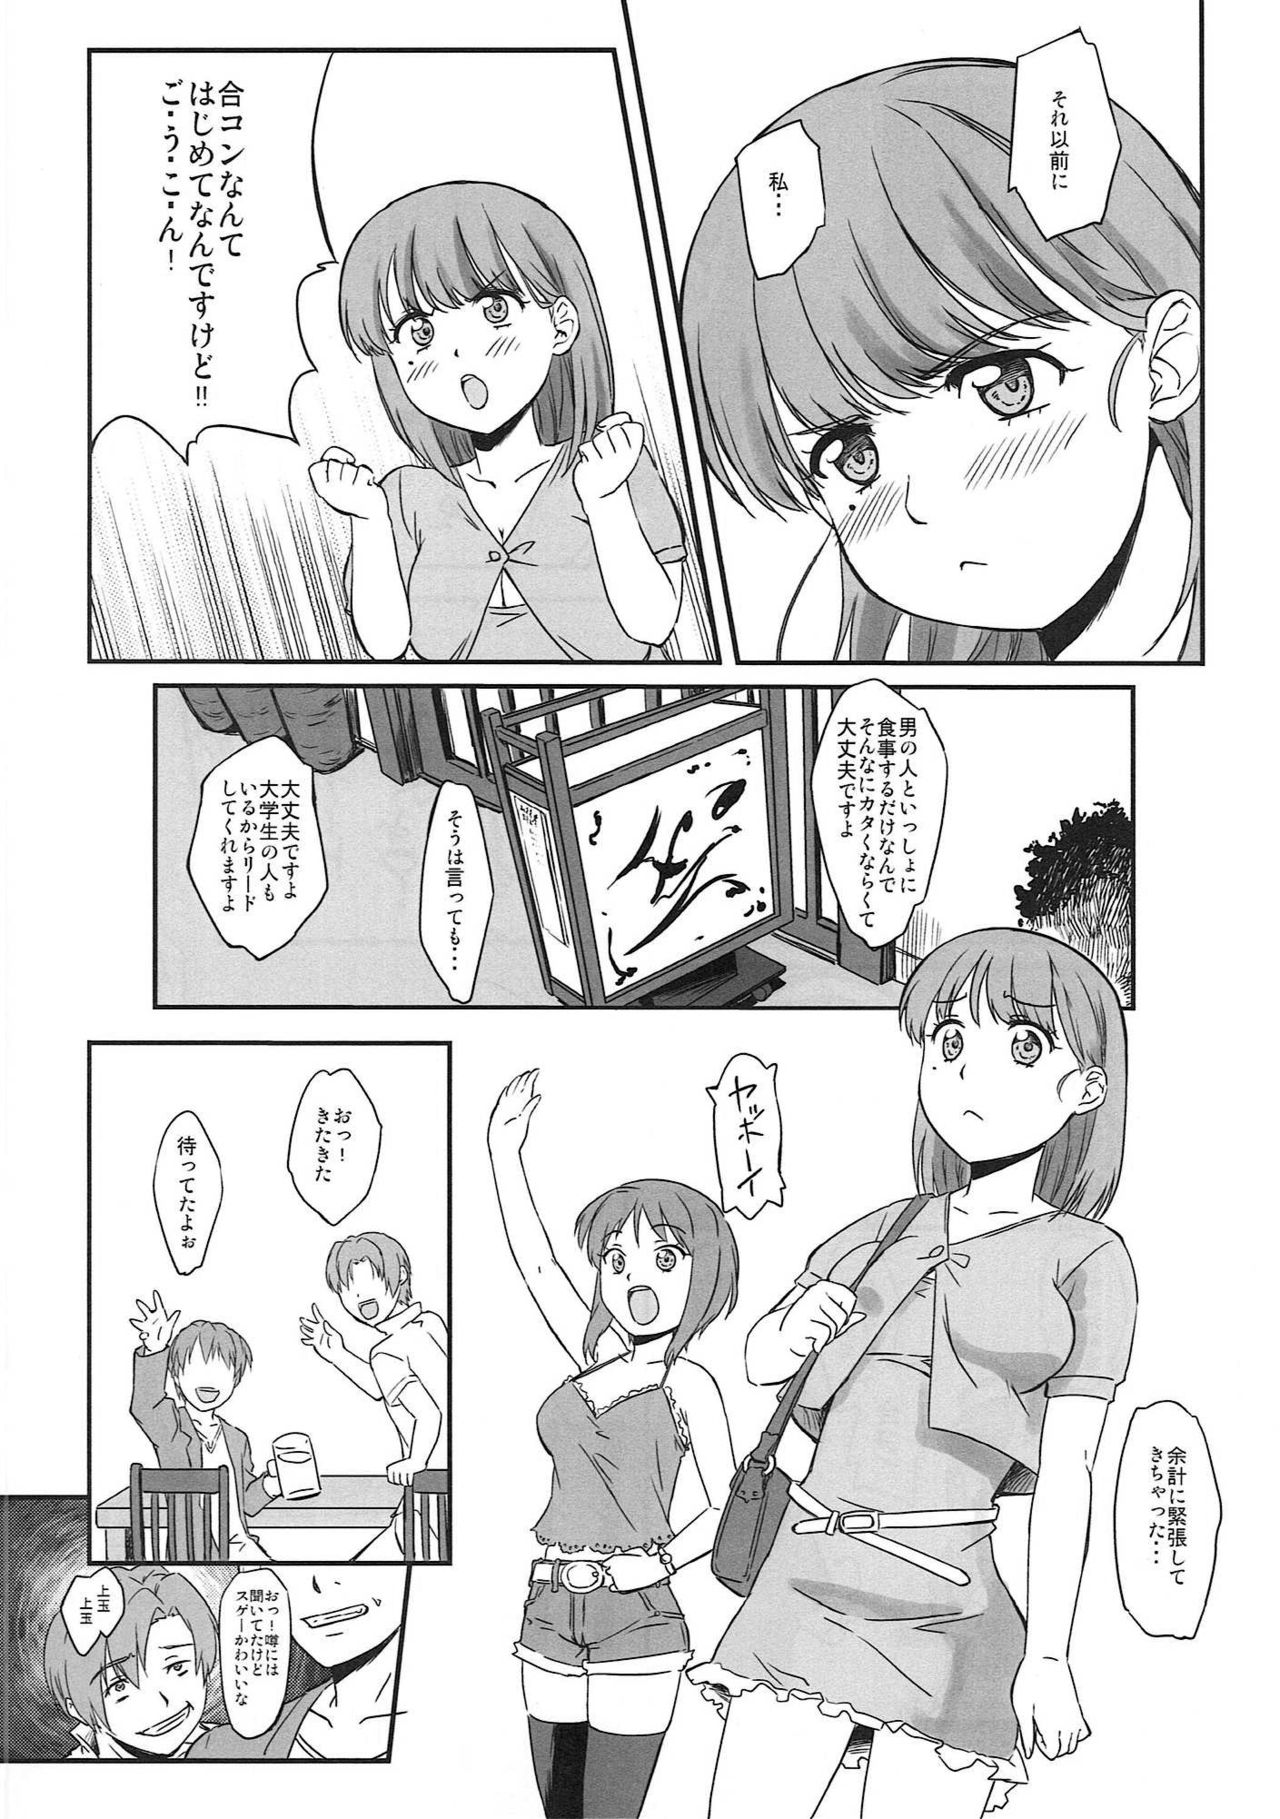 それ以前に
私・・・
合コンなんて
はじめてなんですけど!!
ご・う・こ・ん!
男の人といっしょに
食事するだけなんで
そんなにカタくならくて
大丈夫ですよ
そうは言っても・・・
大丈夫ですよ
大学生の人も
いるからリード
してくれますよ
ヤッホーイ
余計に緊張して
きちゃった・・・
おっ!
きたきた
待ってたよぉ
おっ!噂には
聞いてたけど
スゲーかわいいな
上玉
上玉